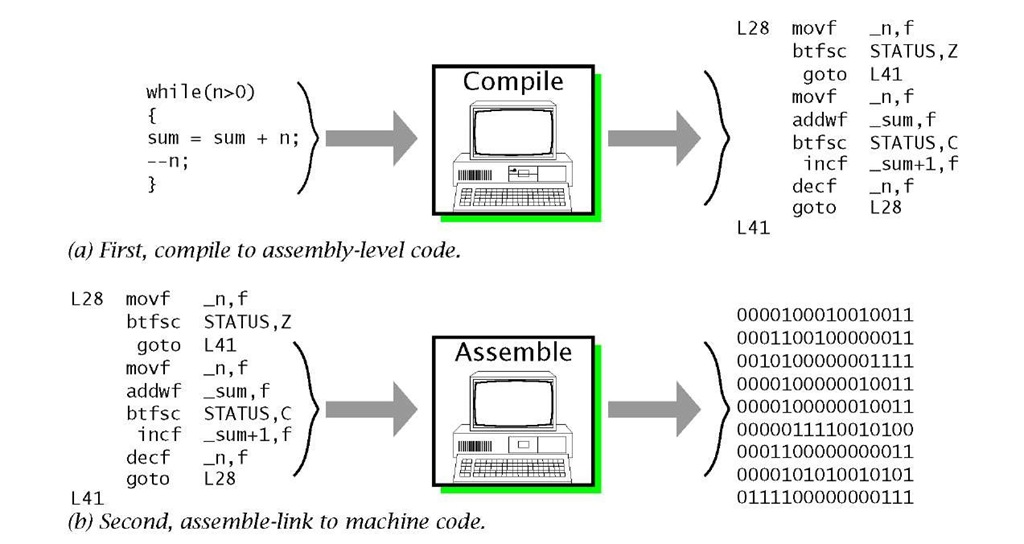 while(n>0)
{
sum = sum + n;
--n;
}
Compile
L28 movf _n,f
btfsc STATUS,Z
goto L41
movf _n,f
addwf _sum,f
btfsc STATUS,C
incf _sum+1,f
decf _n,f
goto L28
L41
(a) First, compile to assembly-level code.
L28 movf _n,f
btfsc STATUS,Z
goto L41
movf _n,f
addwf _sum,f
btfsc STATUS,C
incf _sum+1,f
decf _n,f
goto L28
L41
Assemble
0000100010010011
0001100100000011
0010100000001111
0000100000010011
0000100000010011
0000011110010100
0001100000000011
0000101010010101
0111100000000111
(b) Second, assemble-link to machine code.